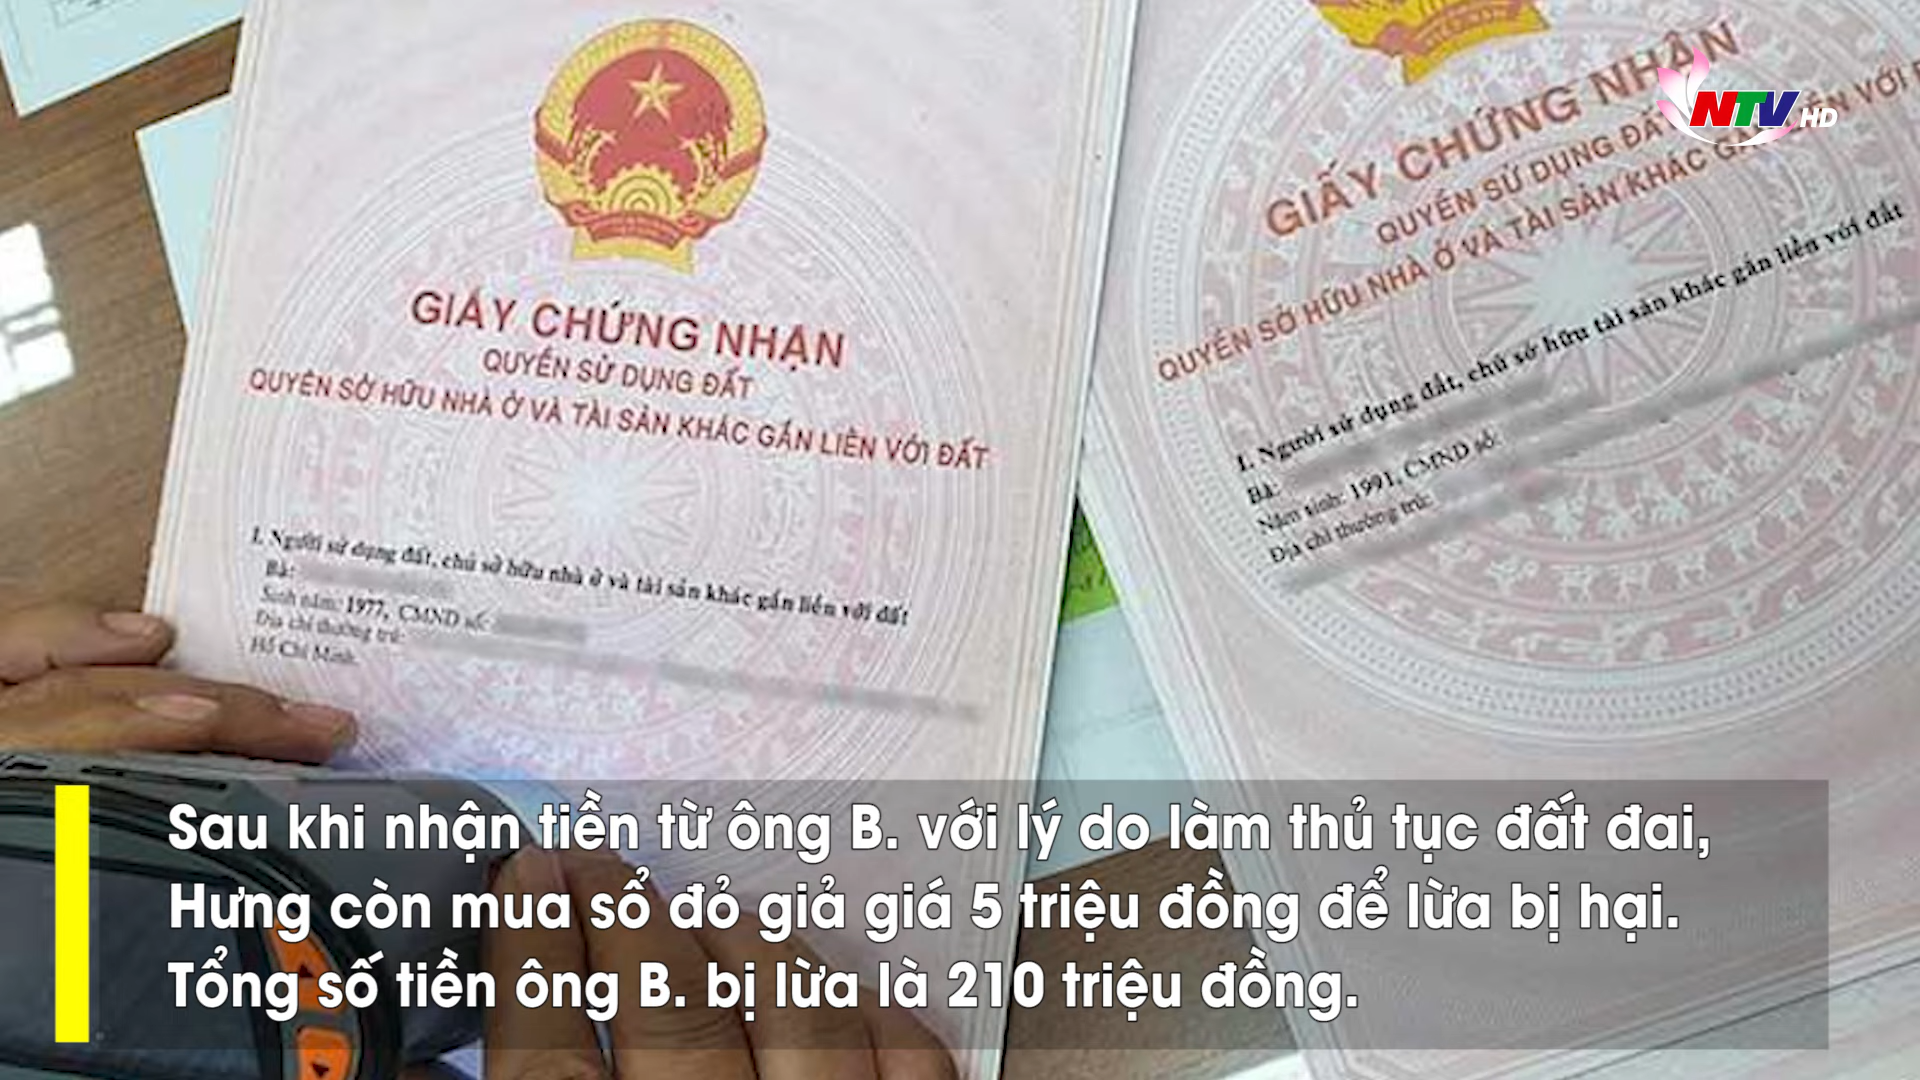 NTV HD
GIẤY CHỨNG NHẬN
QUYỀN SỬ DỤNG ĐẤT
QUYỀN SỞ HỮU NHÀ Ở VÀ TÀI SẢN KHÁC GẮN LIỀN VỚI ĐẤT
I. Người sử dụng đất, chủ sở hữu nhà ở và tài sản khác gắn liền với đất
Bà:
Sinh năm: 1977, CMND số:
Địa chỉ thường trú:
Hồ Chí Minh.
GIẤY CHỨNG NHẬN
QUYỀN SỬ DỤNG ĐẤT
QUYỀN SỞ HỮU NHÀ Ở VÀ TÀI SẢN KHÁC VỚI
I. Người sử dụng đất, chủ sở hữu tài sản khác gắn liền với đất
Bà:
Năm sinh: 1991, CMND số:
Địa chỉ thường trú:
Sau khi nhận tiền từ ông B. với lý do làm thủ tục đất đai,
Hưng còn mua sổ đỏ giả giá 5 triệu đồng để lừa bị hại.
Tổng số tiền ông B. bị lừa là 210 triệu đồng.